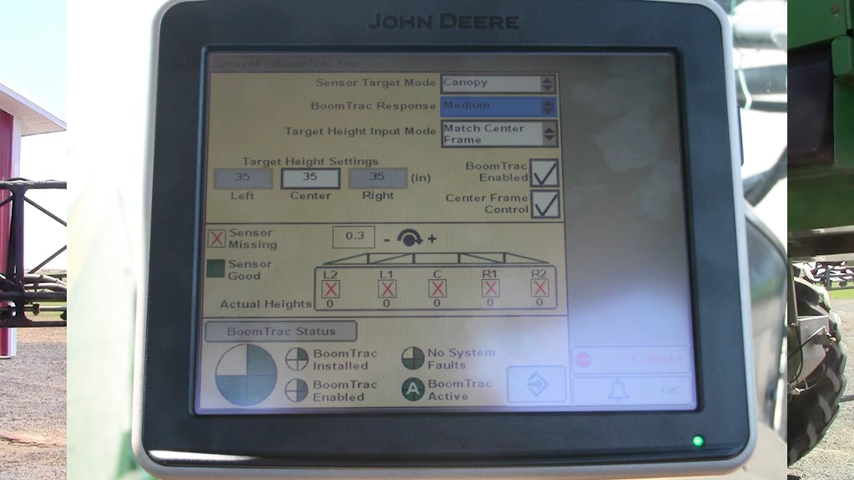 JOHN DEERE
Sprayer - BoomTrac Pro
Sensor Target Mode Canopy
BoomTrac Response Medium
Target Height Input Mode Match Center
Frame
Target Height Settings
35 35 35 (in)
Left Center Right
BoomTrac
Enabled
Center Frame
Control
Sensor
Missing
0.3 - +
Sensor
Good
L2 L1 C R1 R2
X X X X X
Actual Heights 0 0 0 0 0
BoomTrac Status
BoomTrac
Installed
No System
Faults
BoomTrac
Enabled
A BoomTrac
Active